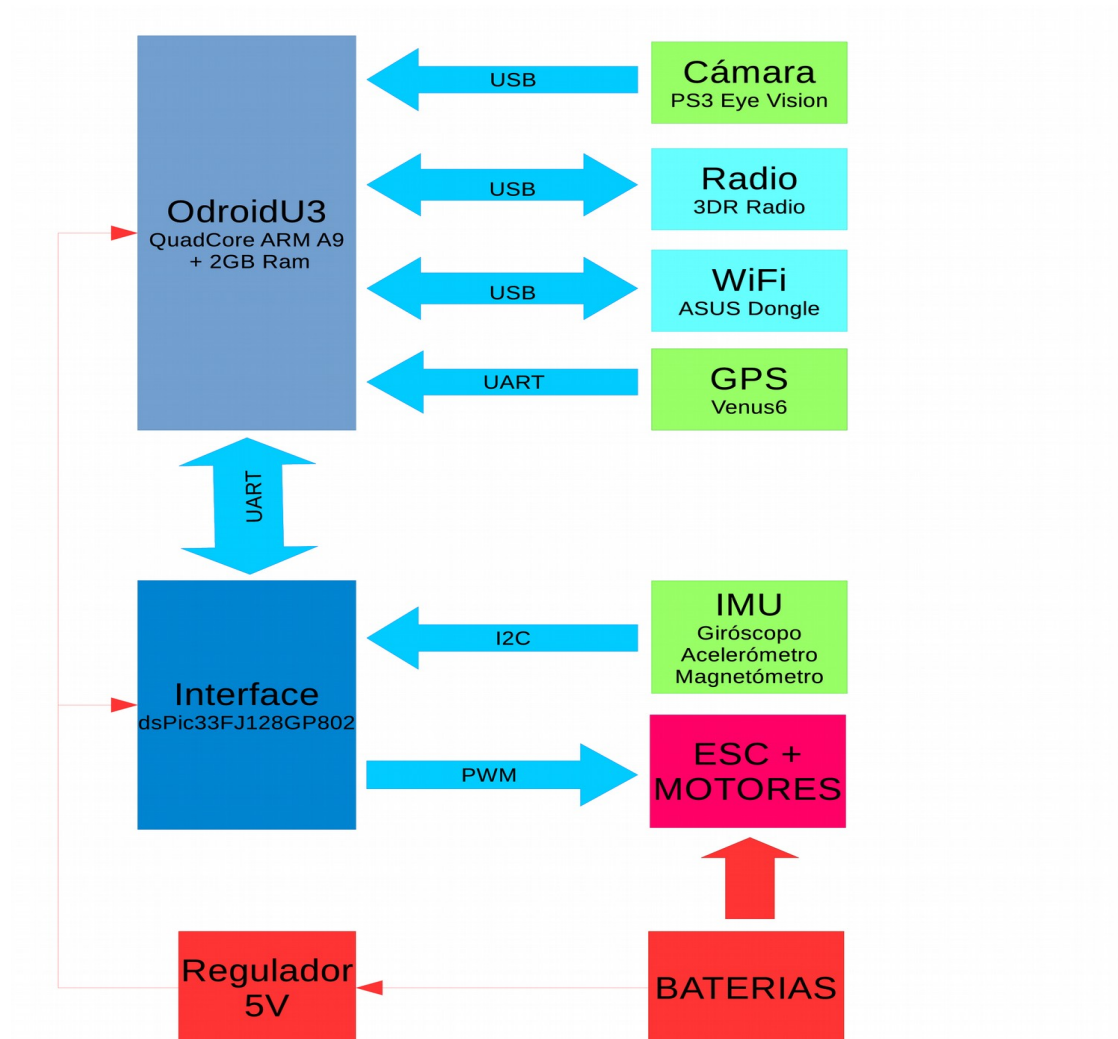 USB
Cámara
PS3 Eye Vision
OdroidU3
QuadCore ARM A9
+ 2GB Ram
USB
Radio
3DR Radio
USB
WiFi
ASUS Dongle
UART
GPS
Venus6
UART
Interface
dsPic33FJ128GP802
I2C
IMU
Giróscopo
Acelerómetro
Magnetómetro
PWM
ESC +
MOTORES
Regulador
5V
BATERIAS